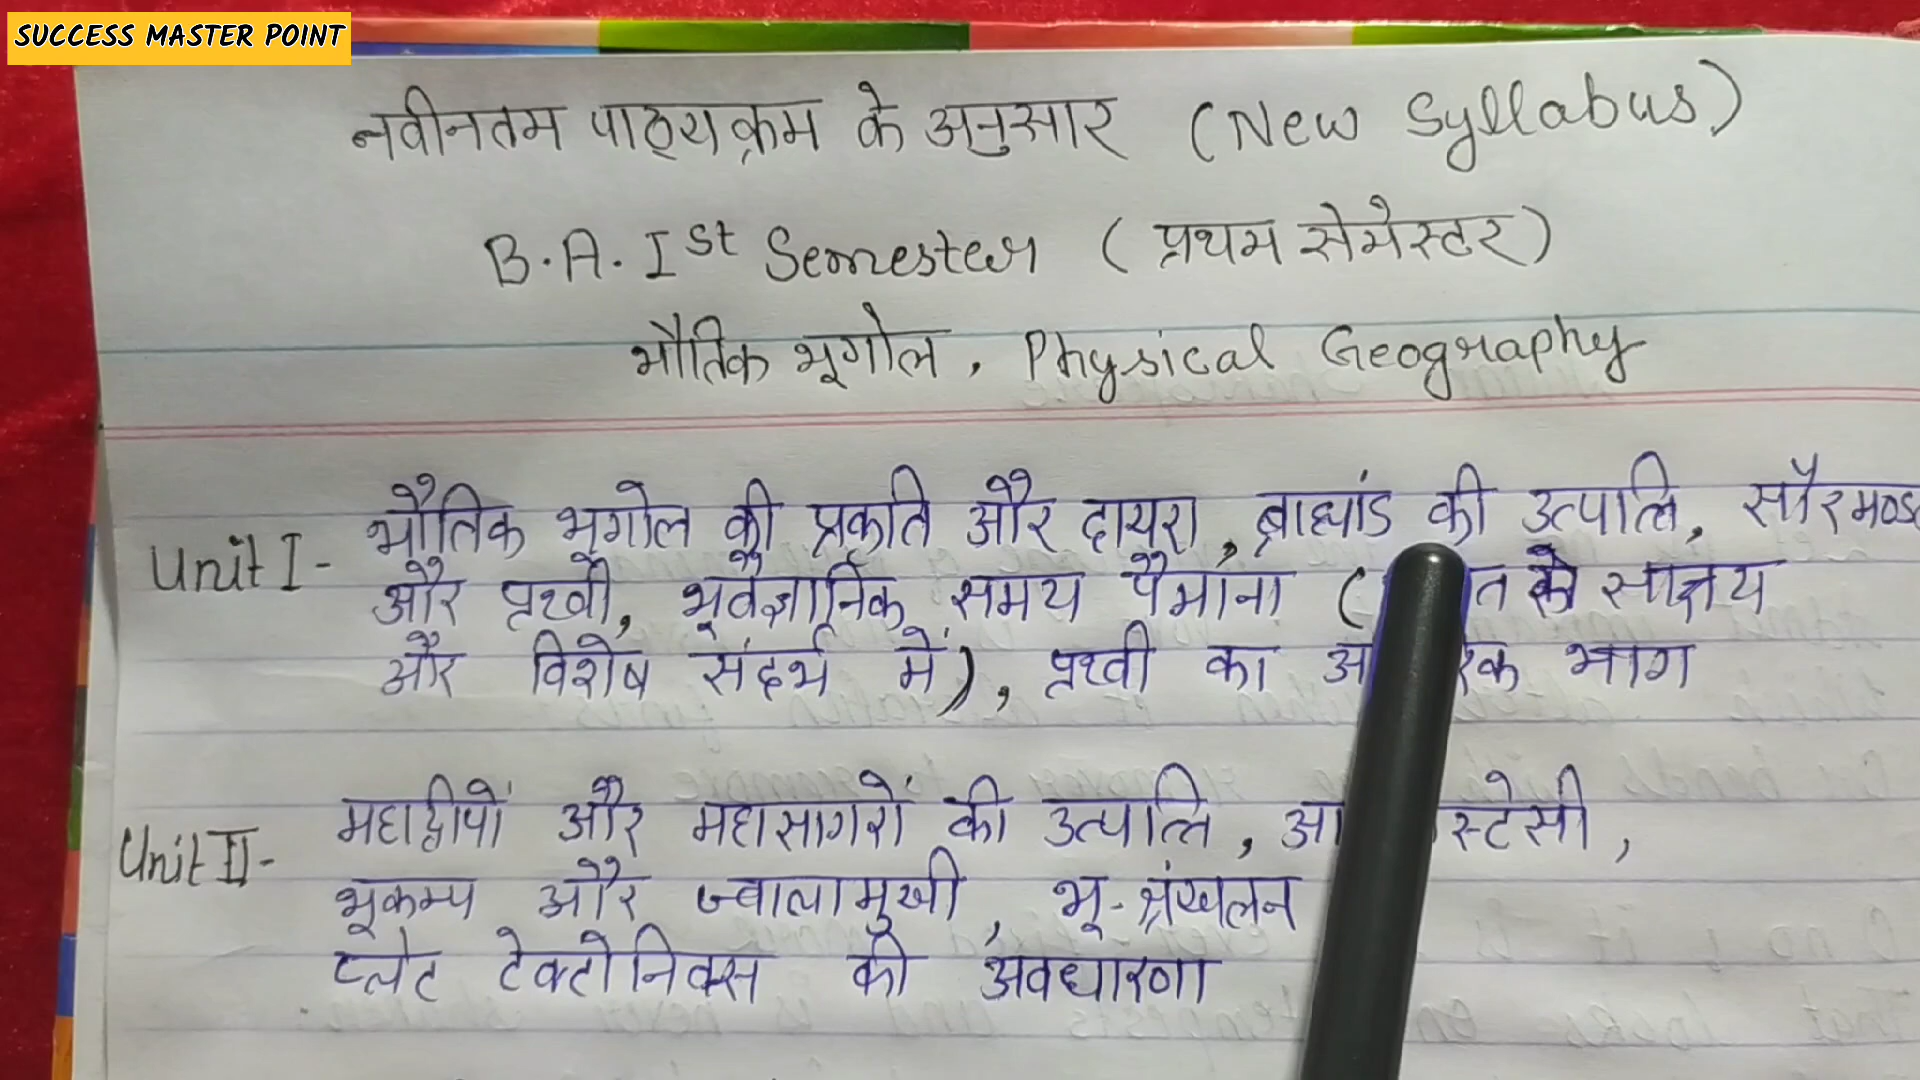 SUCCESS MASTER POINT
नवीनतम पाठ्यक्रम के अनुसार (New Syllabus)
B.A. Ist Semester (प्रथम सेमेस्टर)
भौतिक भूगोल, Physical Geography
Unit I- भौतिक भूगोल की प्रकृति और दायरा, ब्राह्मांड की उत्पत्ति, सौरमण्ड
और पृथ्वी, भूवैज्ञानिक समय पैमाना ( को साक्ष्य
और विशेष संदर्भ में), पृथ्वी का भाग
Unit II- महाद्वीपों और महासागरों की उत्पत्ति,
भूकम्प और ज्वालामुखी, भू-श्रंखलन
प्लेट टेक्टोनिक्स की अवधारणा